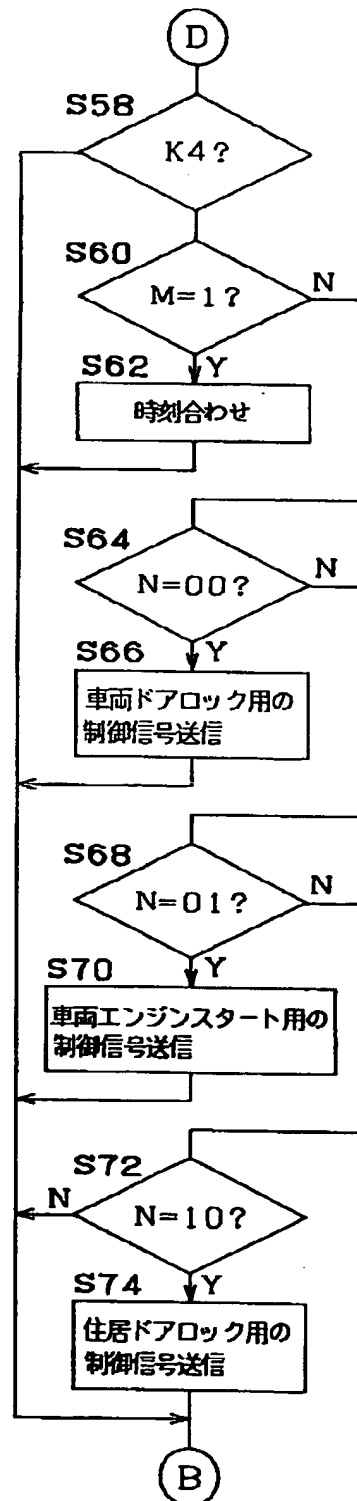 D
S58
K4?
S60
M=1?
N
S62
Y
時刻合わせ
S64
N=00?
N
S66
Y
車両ドアロック用の
制御信号送信
S68
N=01?
N
S70
Y
車両エンジンスタート用の
制御信号送信
S72
N
N=10?
S74
Y
住居ドアロック用の
制御信号送信
B